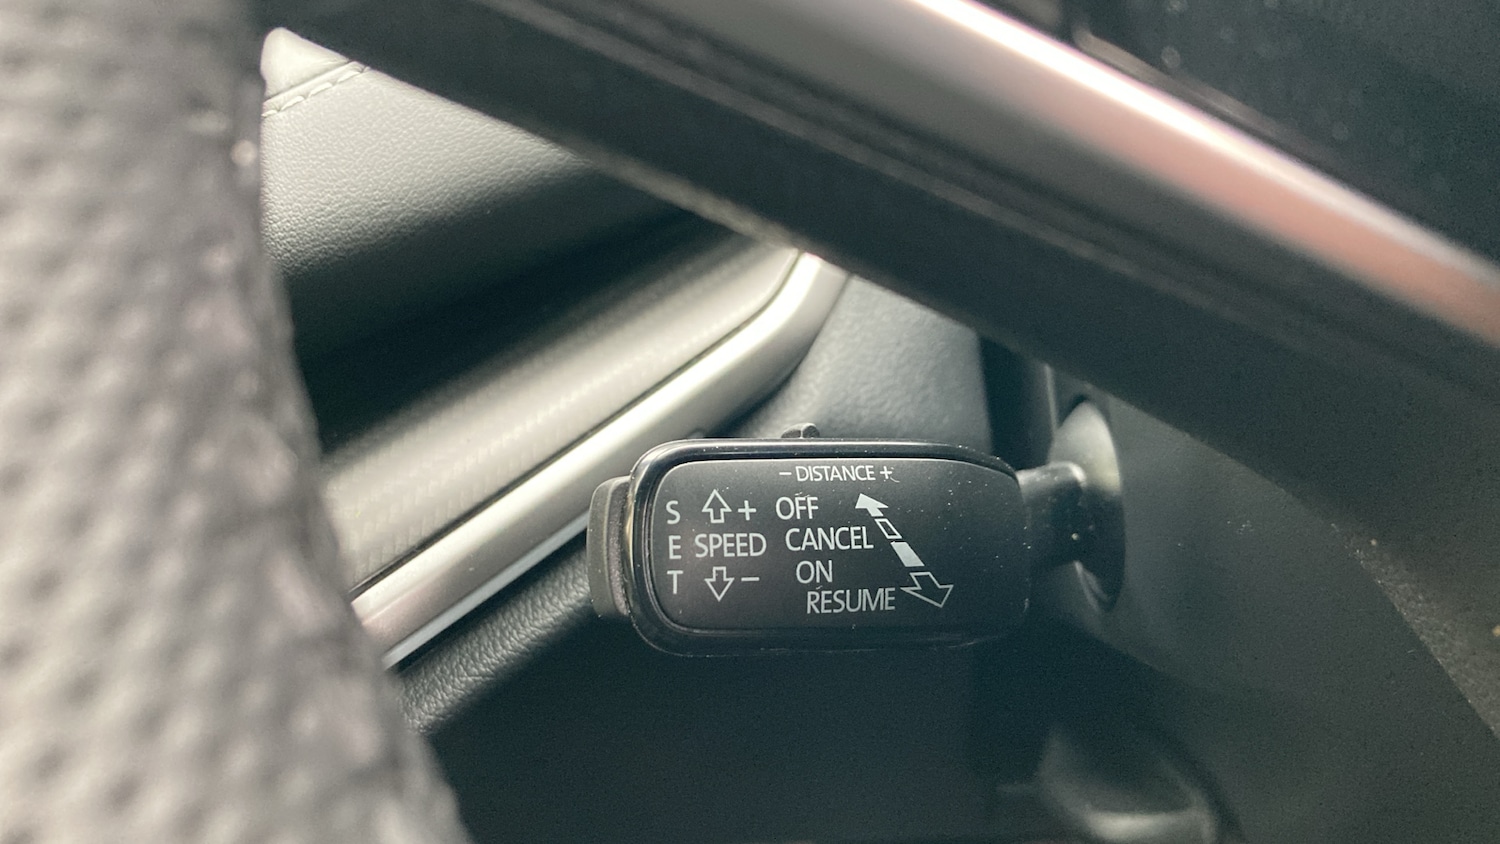 − DISTANCE +
S + OFF
E SPEED CANCEL
T − ON
RESUME